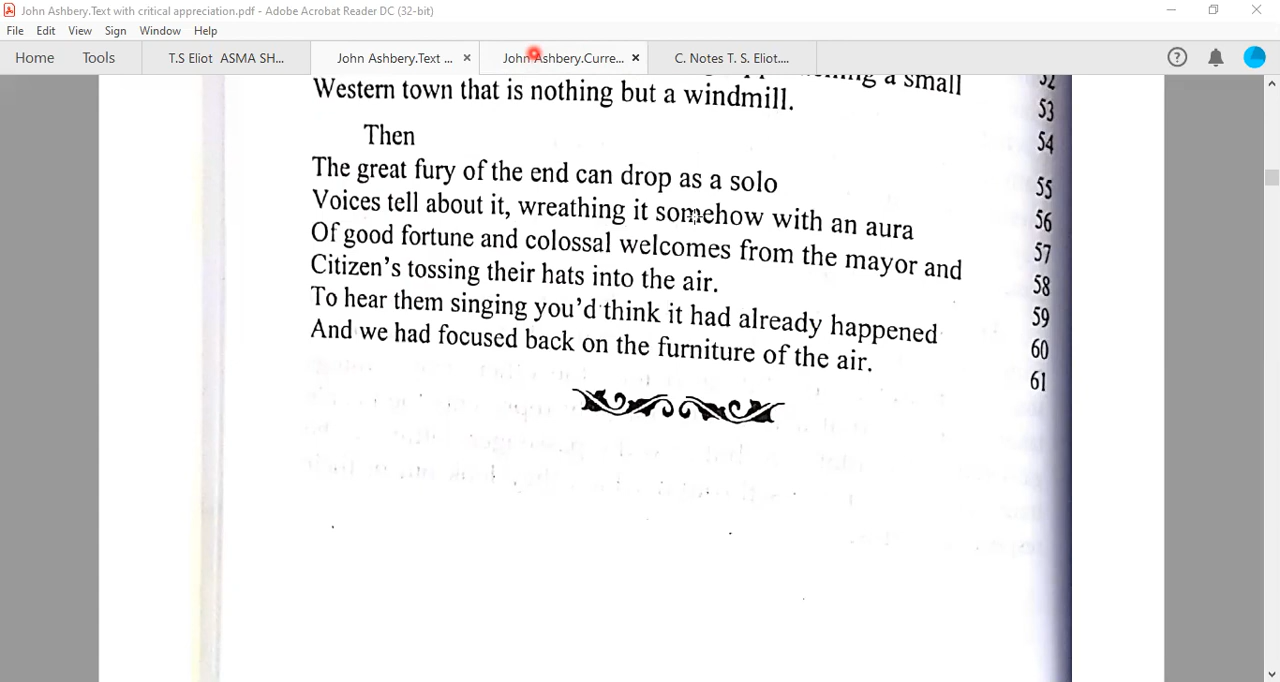 John Ashbery.Text with critical appreciation.pdf - Adobe Acrobat Reader DC (32-bit)
File Edit View Sign Window Help
Home Tools T.S Eliot ASMA SH... John Ashbery.Text ... × John Ashbery.Curre... × C. Notes T. S. Eliot....
a small 52
Western town that is nothing but a windmill. 53
Then 54
The great fury of the end can drop as a solo 55
Voices tell about it, wreathing it somehow with an aura 56
Of good fortune and colossal welcomes from the mayor and 57
Citizen's tossing their hats into the air. 58
To hear them singing you'd think it had already happened 59
And we had focused back on the furniture of the air. 60
61